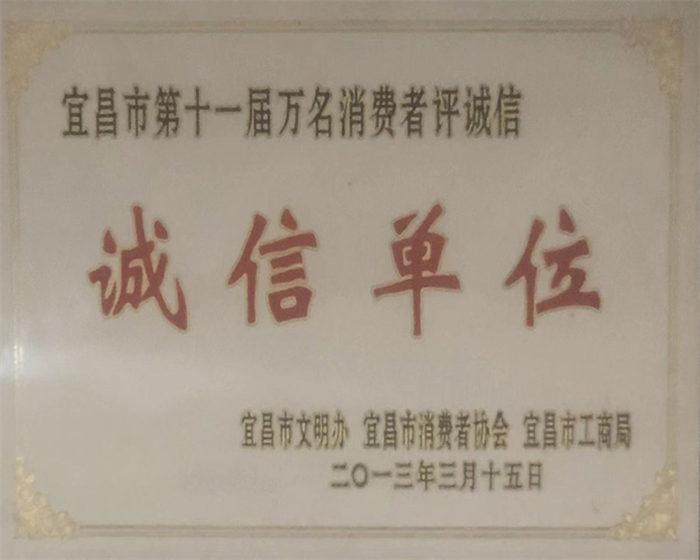 宜昌市第十一届万名消费者评诚信
诚信单位
宜昌市文明办 宜昌市消费者协会 宜昌市工商局
二〇一三年三月十五日